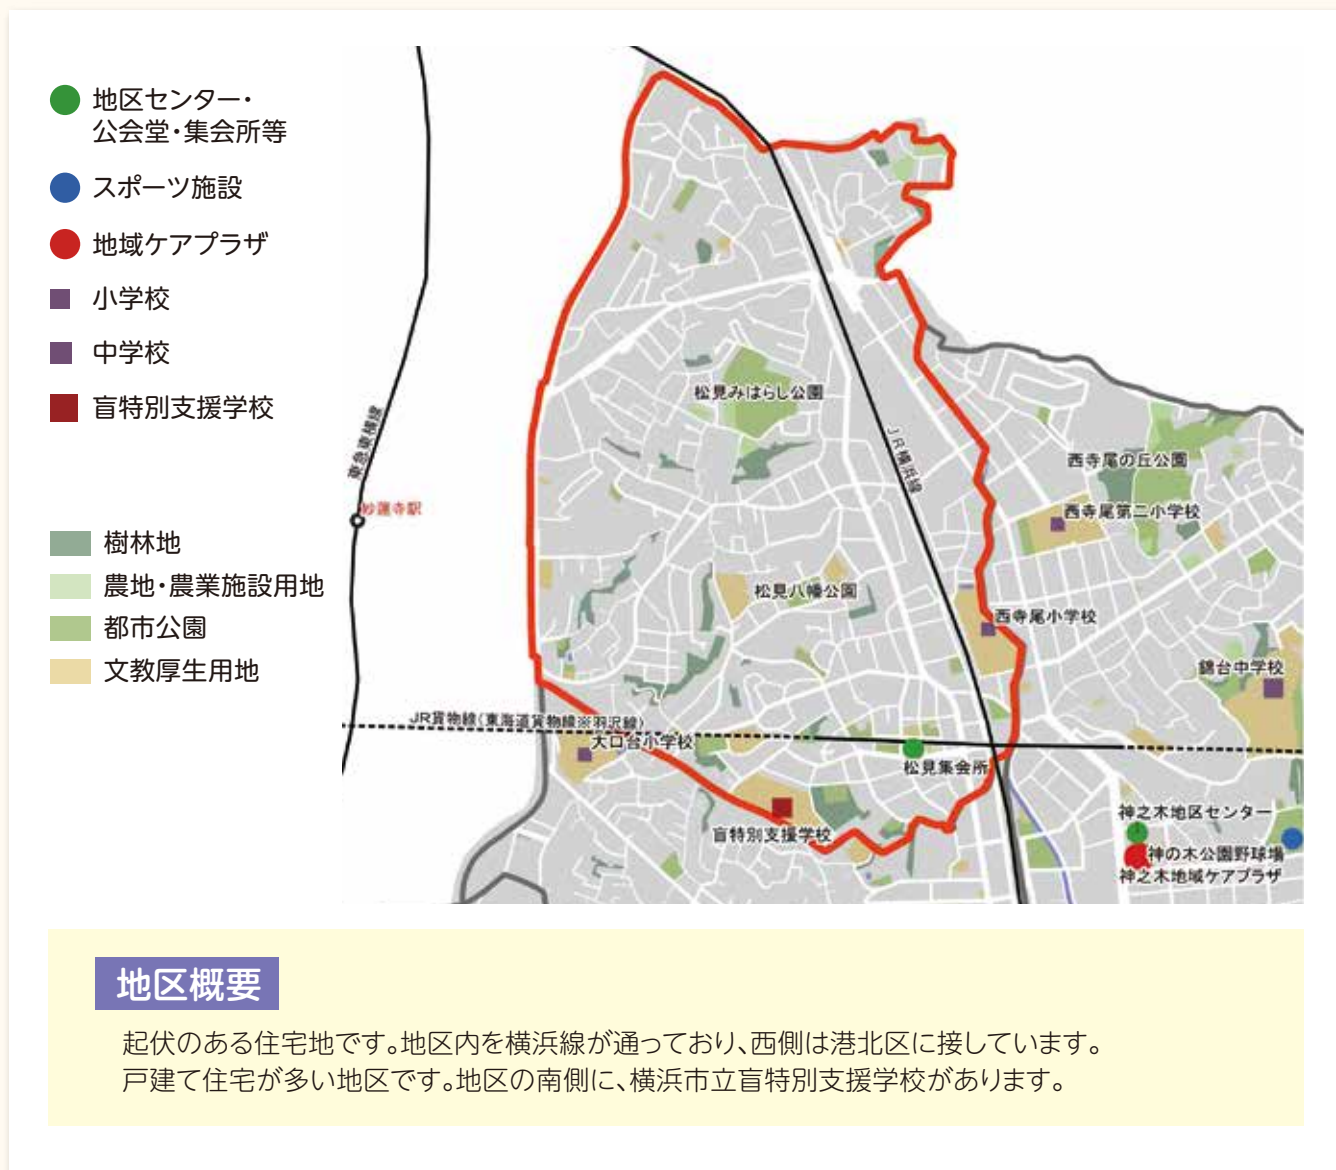 地区センター・
公会堂・集会所等
スポーツ施設
地域ケアプラザ
小学校
中学校
盲特別支援学校
樹林地
農地・農業施設用地
都市公園
文教厚生用地
東急東横線
妙蓮寺駅
松見みはらし公園
JR横浜線
西寺尾の丘公園
西寺尾第二小学校
松見八幡公園
西寺尾小学校
錦台中学校
JR貨物線(東海道貨物線※羽沢線)
大口台小学校
松見集会所
盲特別支援学校
神之木地区センター
神の木公園野球場
神之木地域ケアプラザ
地区概要
起伏のある住宅地です。地区内を横浜線が通っており、西側は港北区に接しています。
戸建て住宅が多い地区です。地区の南側に、横浜市立盲特別支援学校があります。